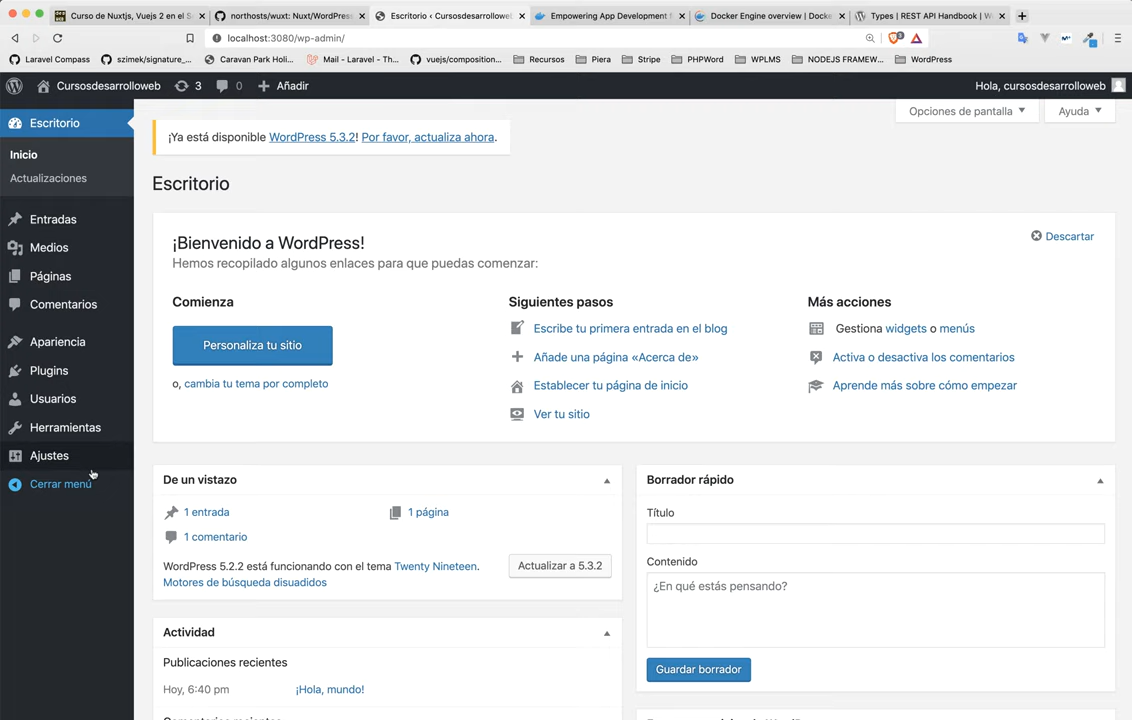 Curso de Nuxtjs, Vuejs 2 en el S
northosts/wuxt: Nuxt/WordPress
Escritorio ‹ Cursosdesarrolloweb
Empowering App Development f
Docker Engine overview | Docke
Types | REST API Handbook | W
localhost:3080/wp-admin/
Laravel Compass
szimek/signature_...
Caravan Park Holi...
Mail - Laravel - Th...
vuejs/composition...
Recursos
Piera
Stripe
PHPWord
WPLMS
NODEJS FRAMEW...
WordPress
Cursosdesarrolloweb
3
0
Añadir
Hola, cursosdesarrolloweb
Escritorio
Inicio
Actualizaciones
Entradas
Medios
Páginas
Comentarios
Apariencia
Plugins
Usuarios
Herramientas
Ajustes
Cerrar menú
Opciones de pantalla
Ayuda
¡Ya está disponible WordPress 5.3.2! Por favor, actualiza ahora.
Escritorio
¡Bienvenido a WordPress!
Descartar
Hemos recopilado algunos enlaces para que puedas comenzar:
Comienza
Personaliza tu sitio
o, cambia tu tema por completo
Siguientes pasos
Escribe tu primera entrada en el blog
Añade una página «Acerca de»
Establecer tu página de inicio
Ver tu sitio
Más acciones
Gestiona widgets o menús
Activa o desactiva los comentarios
Aprende más sobre cómo empezar
De un vistazo
1 entrada
1 página
1 comentario
WordPress 5.2.2 está funcionando con el tema Twenty Nineteen.
Actualizar a 5.3.2
Motores de búsqueda disuadidos
Actividad
Publicaciones recientes
Hoy, 6:40 pm
¡Hola, mundo!
Borrador rápido
Título
Contenido
¿En qué estás pensando?
Guardar borrador